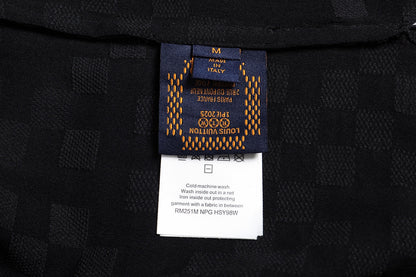 M
MADE IN
ITALY
LOUIS VUITTON
1PII 2025
2 RUE DU PONT NEUF
PARIS FRANCE
Cold machine wash.
Wash inside out in a net
Iron inside out protecting
garment with a fabric in between
RM251M NPG HSY98W